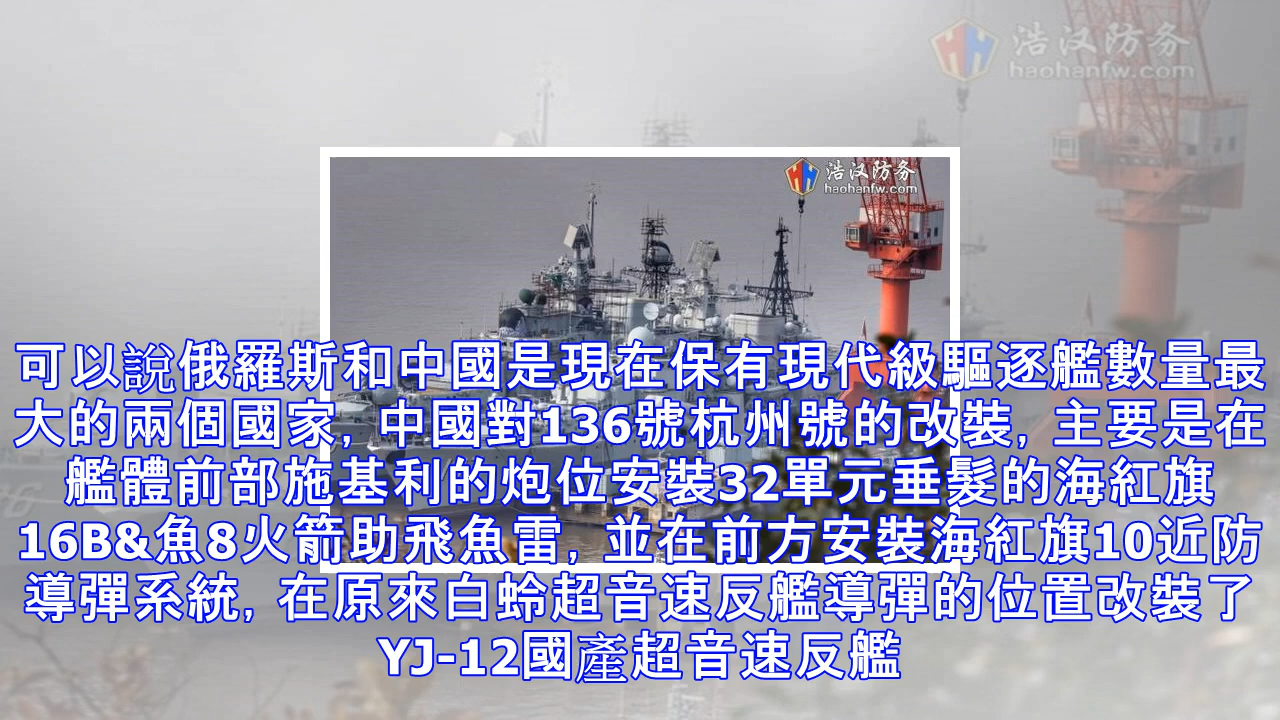 浩汉防务
haohanfw.com
浩汉防务
haohanfw.com
可以說俄羅斯和中國是現在保有現代級驅逐艦數量最
大的兩個國家, 中國對136號杭州號的改裝, 主要是在
艦體前部施基利的炮位安裝32單元垂髮的海紅旗
16B&魚8火箭助飛魚雷, 並在前方安裝海紅旗10近防
導彈系統, 在原來白蛉超音速反艦導彈的位置改裝了
YJ-12國產超音速反艦